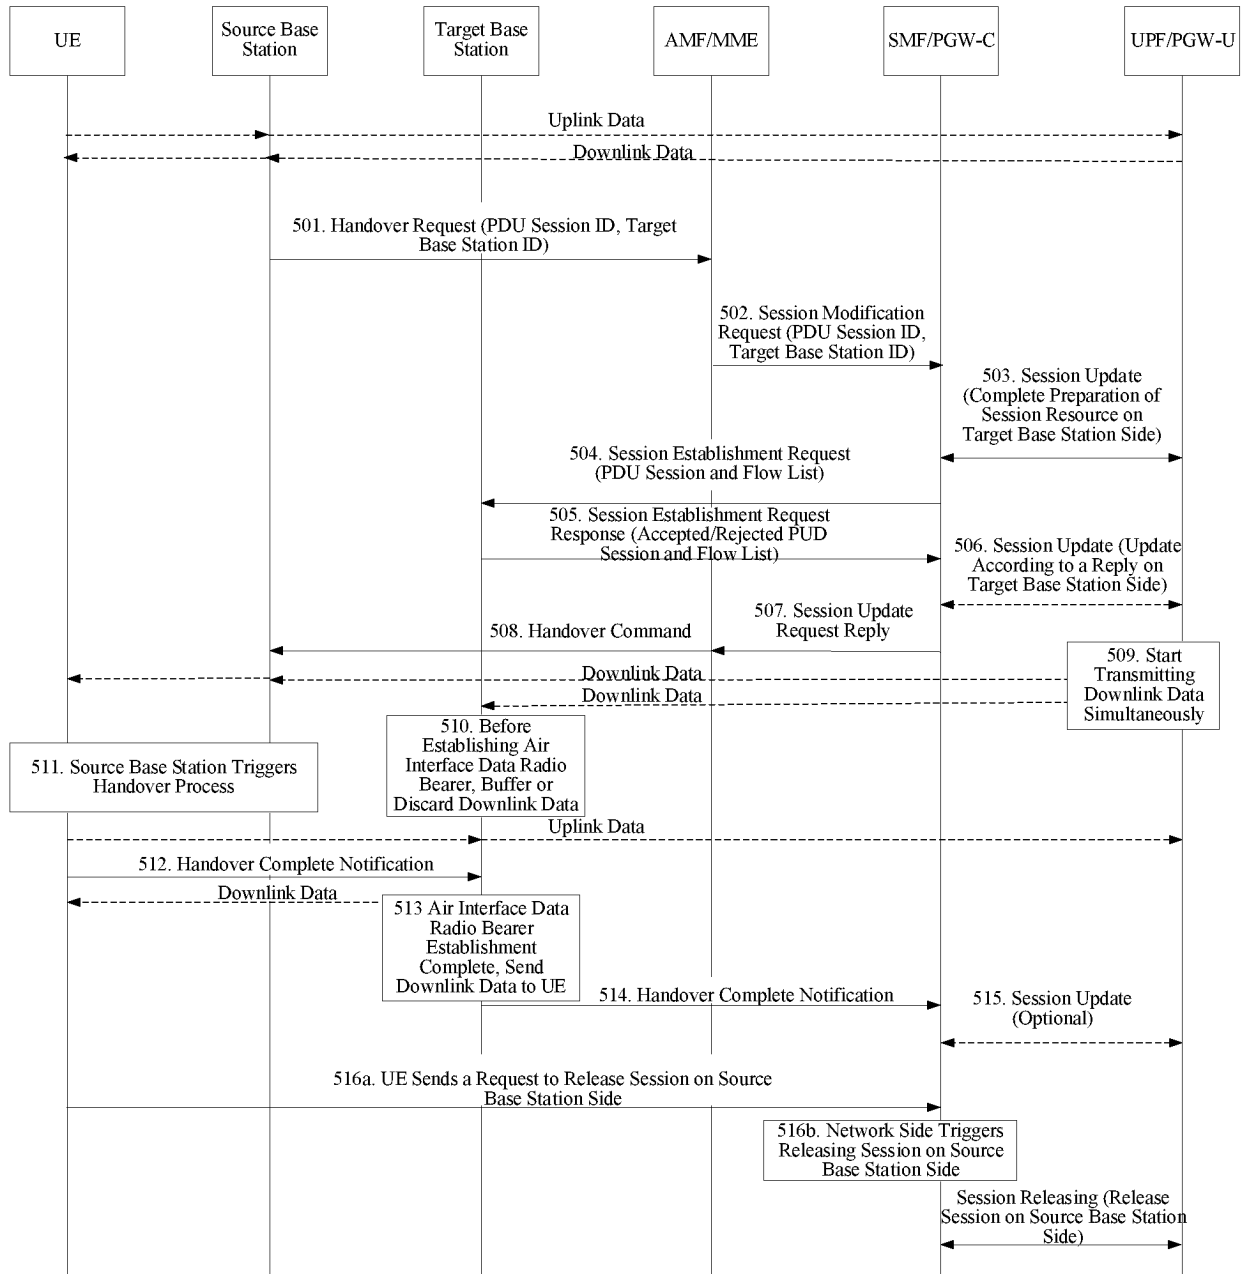 UE
Source Base
Station
Target Base
Station
AMF/MME
SMF/PGW-C
UPF/PGW-U
Uplink Data
Downlink Data
501. Handover Request (PDU Session ID, Target
Base Station ID)
502. Session Modification
Request (PDU Session ID,
Target Base Station ID)
503. Session Update
(Complete Preparation of
Session Resource on
Target Base Station Side)
504. Session Establishment Request
(PDU Session and Flow List)
505. Session Establishment Request
Response (Accepted/Rejected PUD
Session and Flow List)
506. Session Update (Update
According to a Reply on
Target Base Station Side)
507. Session Update
Request Reply
508. Handover Command
509. Start
Transmitting
Downlink Data
Simultaneously
Downlink Data
Downlink Data
510. Before
Establishing Air
Interface Data Radio
Bearer, Buffer or
Discard Downlink Data
511. Source Base Station Triggers
Handover Process
Uplink Data
512. Handover Complete Notification
Downlink Data
513 Air Interface Data
Radio Bearer
Establishment
Complete, Send
Downlink Data to UE
514. Handover Complete Notification
515. Session Update
(Optional)
516a. UE Sends a Request to Release Session on Source
Base Station Side
516b. Network Side Triggers
Releasing Session on Source
Base Station Side
Session Releasing (Release
Session on Source Base Station
Side)